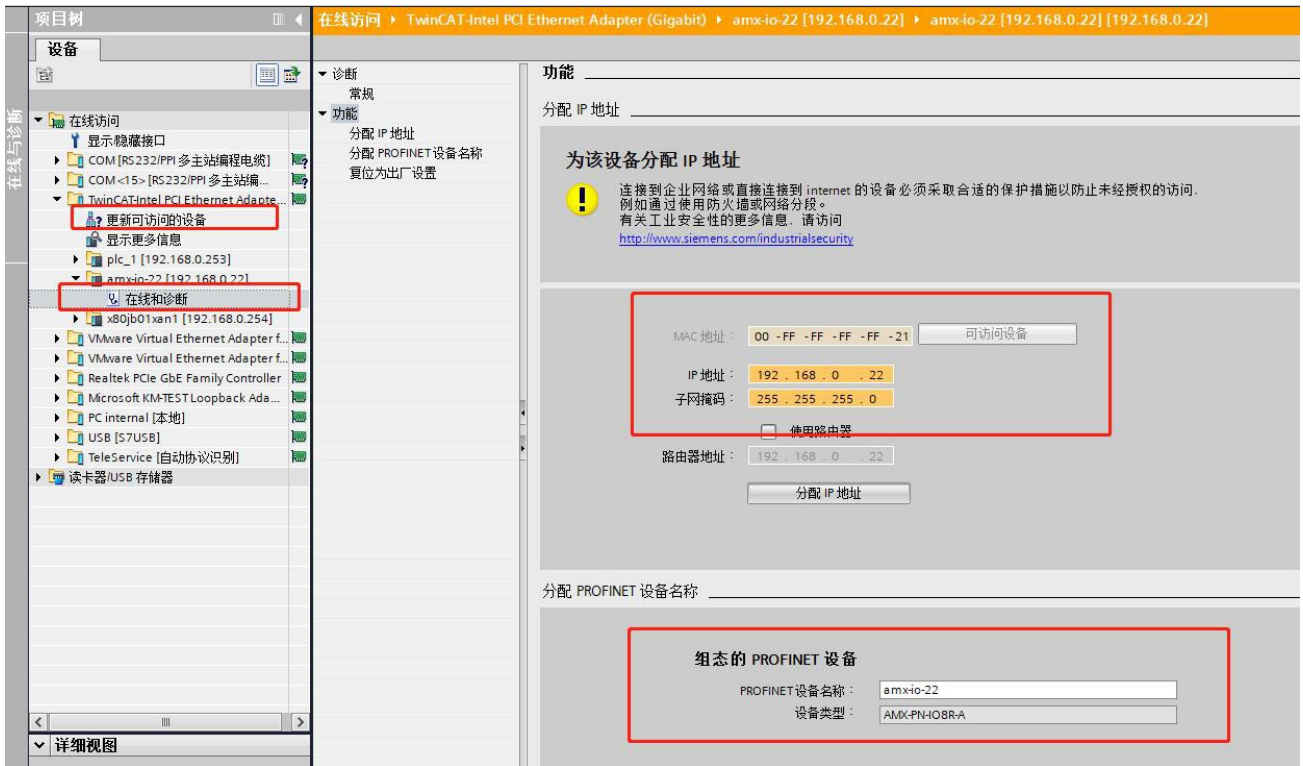 项目树
在线访问 ▸ TwinCAT-Intel PCI Ethernet Adapter (Gigabit) ▸ amx-io-22 [192.168.0.22] ▸ amx-io-22 [192.168.0.22] [192.168.0.22]
设备
在线与诊断
在线访问
显示/隐藏接口
COM [RS232/PPI 多主站编程电缆]
COM <15> [RS232/PPI 多主站编...
TwinCAT-Intel PCI Ethernet Adapte...
更新可访问的设备
显示更多信息
plc_1 [192.168.0.253]
amx-io-22 [192.168.0.22]
在线和诊断
x80jb01xan1 [192.168.0.254]
VMware Virtual Ethernet Adapter f...
VMware Virtual Ethernet Adapter f...
Realtek PCIe GbE Family Controller
Microsoft KM-TEST Loopback Ada...
PC internal [本地]
USB [S7USB]
TeleService [自动协议识别]
读卡器/USB 存储器
详细视图
诊断
常规
功能
分配 IP 地址
分配 PROFINET 设备名称
复位为出厂设置
功能
分配 IP 地址
为该设备分配 IP 地址
连接到企业网络或直接连接到 internet 的设备必须采取合适的保护措施以防止未经授权的访问.
例如通过使用防火墙或网络分段。
有关工业安全性的更多信息. 请访问
http://www.siemens.com/industrialsecurity
MAC 地址： 00 -FF -FF -FF -FF -21 可访问设备
IP 地址： 192 . 168 . 0 . 22
子网掩码： 255 . 255 . 255 . 0
使用路由器
路由器地址： 192 . 168 . 0 . 22
分配 IP 地址
分配 PROFINET 设备名称
组态的 PROFINET 设备
PROFINET设备名称： amx-io-22
设备类型： AMX-PN-IO8R-A